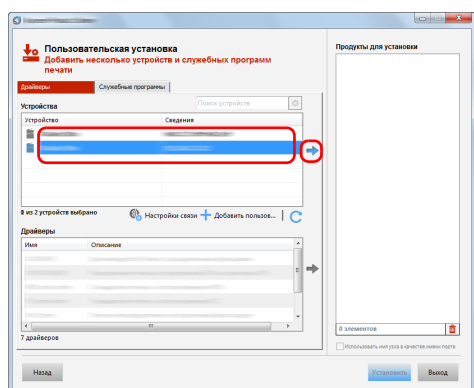 Пользовательская установка
Добавить несколько устройств и служебных программ
печати
Продукты для установки
Драйверы
Служебные программы
Устройства
Поиск устройств
Устройство
Сведения
0 из 2 устройств выбрано
Настройки связи
Добавить пользов...
Драйверы
Имя
Описание
7 драйверов
0 элементов
Использовать имя узла в качестве имени порта
Назад
Установить
Выход